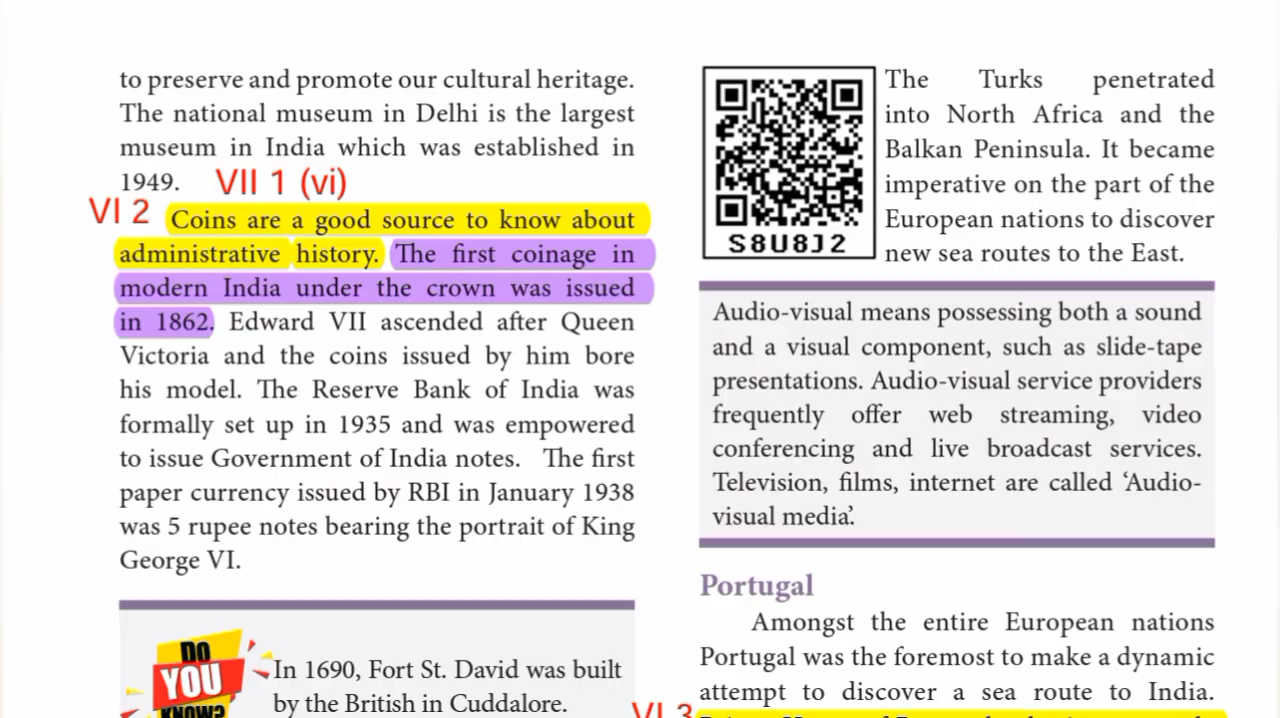 to preserve and promote our cultural heritage.
The national museum in Delhi is the largest
museum in India which was established in
1949. VII 1 (vi)
VI 2 Coins are a good source to know about
administrative history. The first coinage in
modern India under the crown was issued
in 1862. Edward VII ascended after Queen
Victoria and the coins issued by him bore
his model. The Reserve Bank of India was
formally set up in 1935 and was empowered
to issue Government of India notes. The first
paper currency issued by RBI in January 1938
was 5 rupee notes bearing the portrait of King
George VI.
DO
YOU
KNOW?
In 1690, Fort St. David was built
by the British in Cuddalore.
S8U8J2
The Turks penetrated
into North Africa and the
Balkan Peninsula. It became
imperative on the part of the
European nations to discover
new sea routes to the East.
Audio-visual means possessing both a sound
and a visual component, such as slide-tape
presentations. Audio-visual service providers
frequently offer web streaming, video
conferencing and live broadcast services.
Television, films, internet are called ‘Audio-
visual media’.
Portugal
Amongst the entire European nations
Portugal was the foremost to make a dynamic
attempt to discover a sea route to India.
VI 3